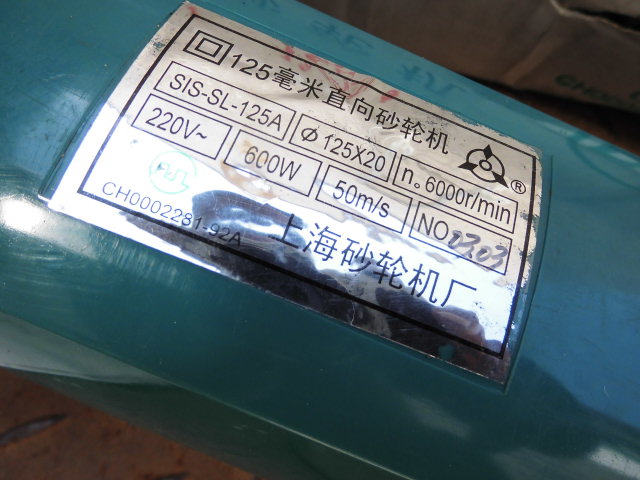 125毫米直向砂轮机
®
SIS-SL-125A
ø 125X20
n。6000r/min
220V~
600W
50m/s
NO 0303
CH0002281-92A
上海砂轮机厂